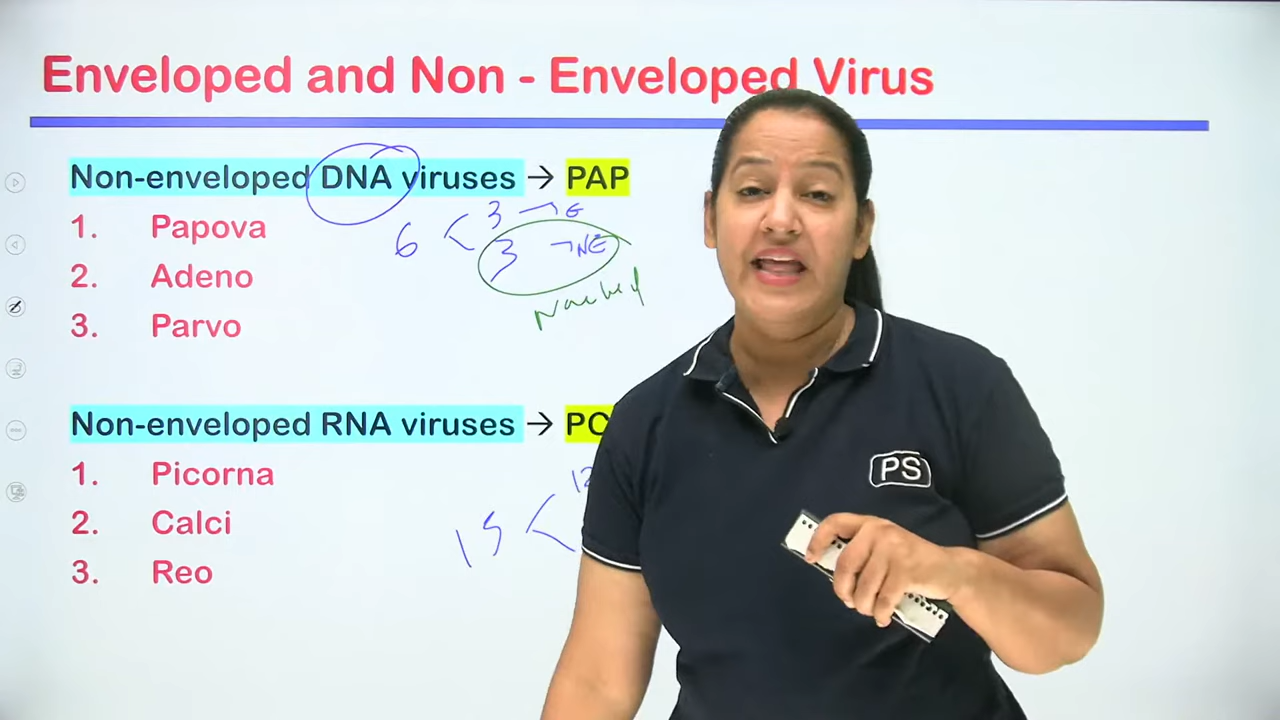 Enveloped and Non - Enveloped Virus
Non-enveloped DNA viruses → PAP
1. Papova
2. Adeno
3. Parvo
6 < 3 → E
3 → NE
Non-enveloped RNA viruses → PC
1. Picorna
2. Calci
3. Reo
15 < 12
PS